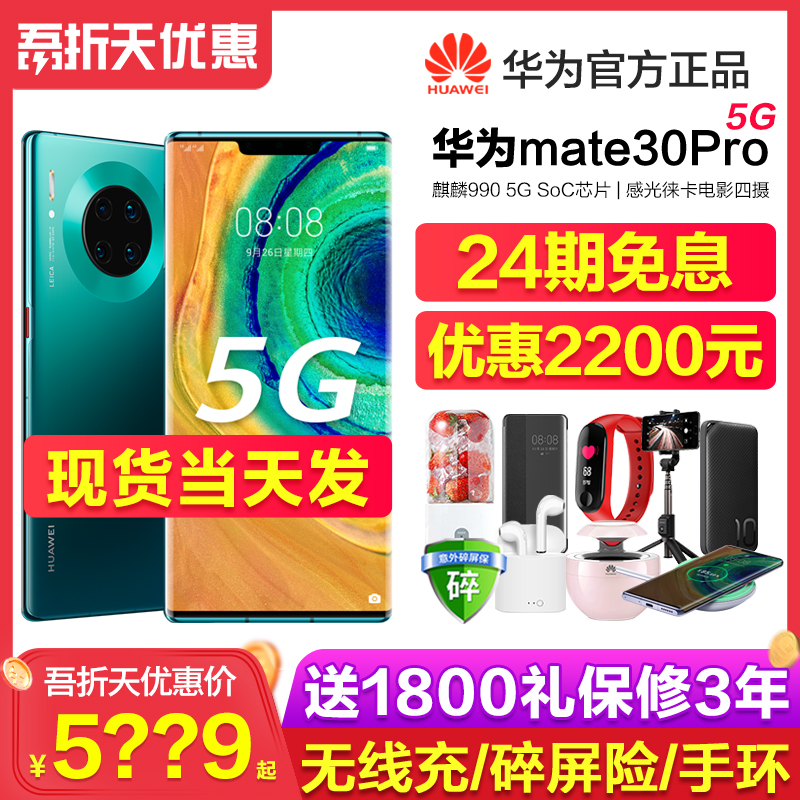 吾折天优惠
HUAWEI
华为官方正品
5G
华为mate30Pro
麒麟990 5G SoC芯片 | 感光徕卡电影四摄
24期免息
优惠2200元
LEICA
08:08
9月26日星期四
5G
现货当天发
HUAWEI
08:08
68
10
意外碎屏保
碎
HUAWEI
吾折天优惠价
¥5??9起
送1800礼保修3年
无线充/碎屏险/手环